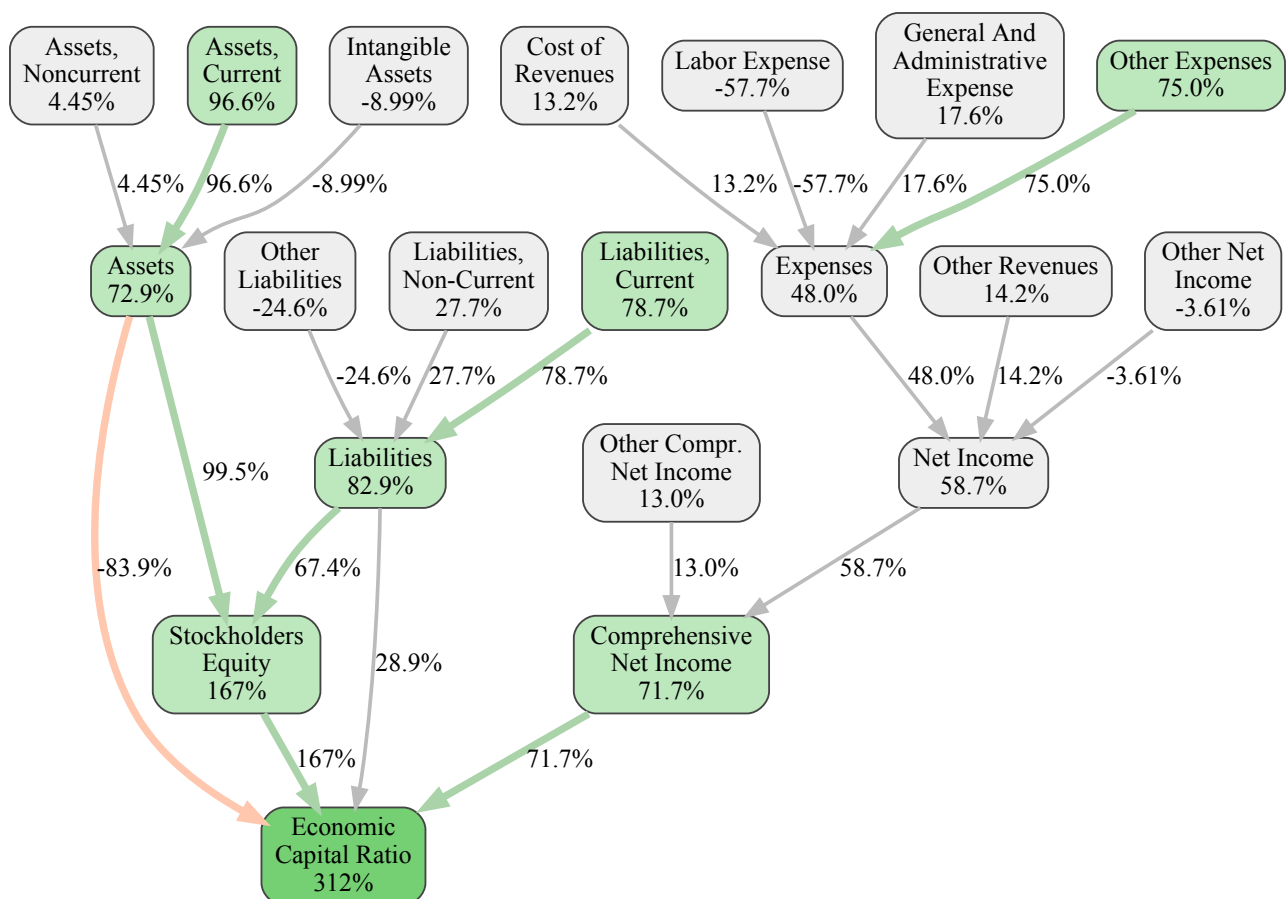 Assets,
Noncurrent
4.45%
Assets,
Current
96.6%
Intangible
Assets
-8.99%
Cost of
Revenues
13.2%
Labor Expense
-57.7%
General And
Administrative
Expense
17.6%
Other Expenses
75.0%
4.45%
96.6%
-8.99%
13.2%
-57.7%
17.6%
75.0%
Assets
72.9%
Other
Liabilities
-24.6%
Liabilities,
Non-Current
27.7%
Liabilities,
Current
78.7%
Expenses
48.0%
Other Revenues
14.2%
Other Net
Income
-3.61%
-24.6%
27.7%
78.7%
48.0%
14.2%
-3.61%
99.5%
Liabilities
82.9%
Other Compr.
Net Income
13.0%
Net Income
58.7%
-83.9%
67.4%
13.0%
58.7%
Stockholders
Equity
167%
28.9%
Comprehensive
Net Income
71.7%
167%
71.7%
Economic
Capital Ratio
312%